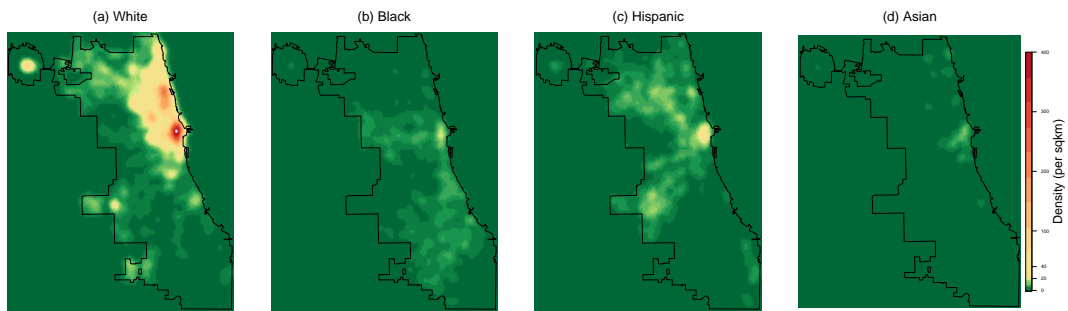 (a) White
(b) Black
(c) Hispanic
(d) Asian
400
300
200
100
40
20
0
Density (per sqkm)